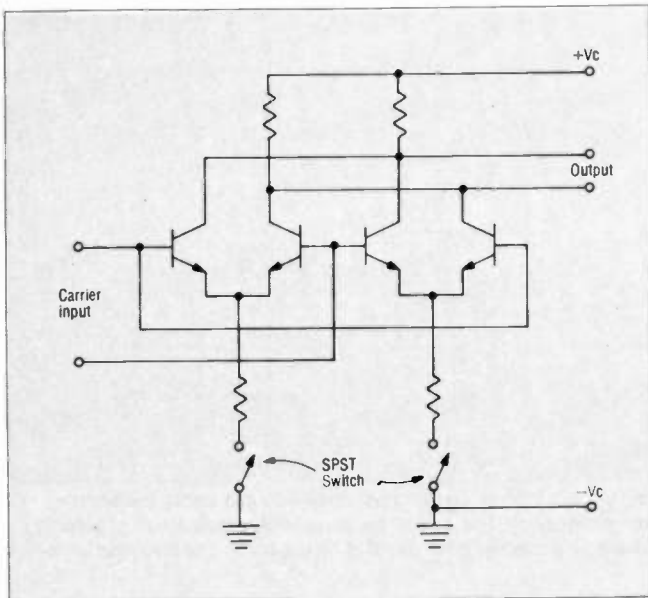 +Vc
Output
Carrier
input
SPST
Switch
−Vc